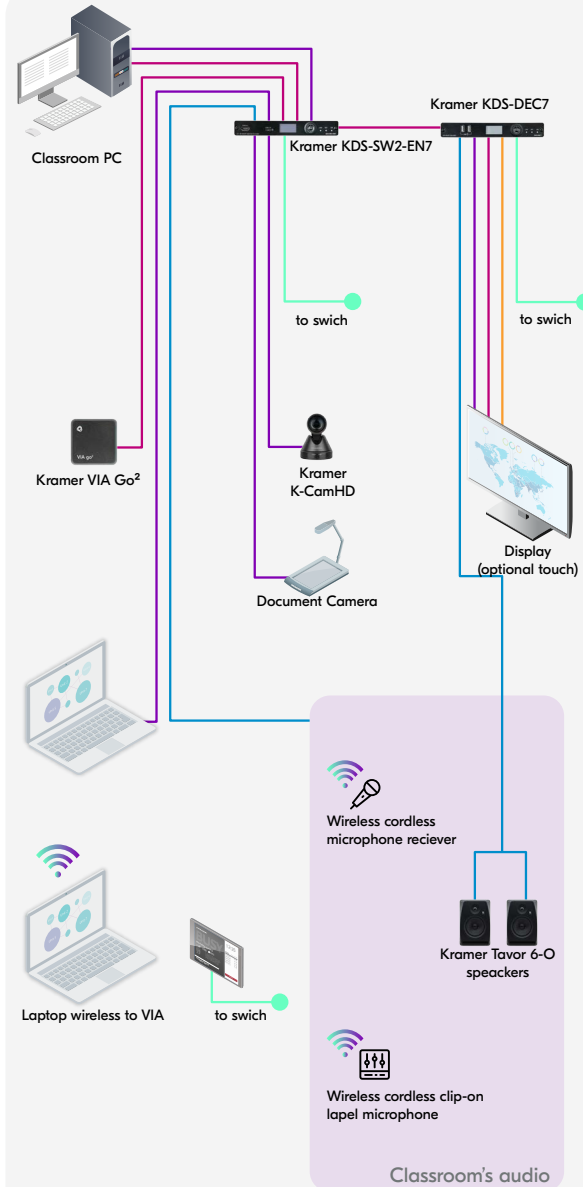 Kramer KDS-DEC7
Classroom PC
Kramer KDS-SW2-EN7
to swich
to swich
VIA go²
Kramer VIA Go²
Kramer
K-CamHD
Display
(optional touch)
Document Camera
Wireless cordless
microphone reciever
Kramer Tavor 6-O
speackers
Laptop wireless to VIA
to swich
Wireless cordless clip-on
lapel microphone
Classroom's audio